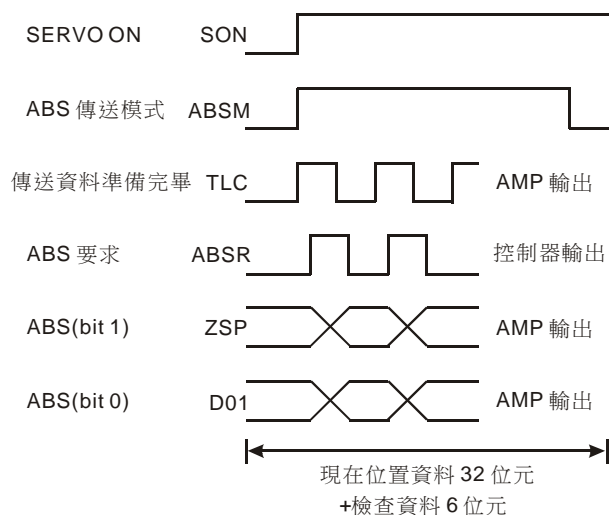 SERVO ON SON
ABS 傳送模式 ABSM
傳送資料準備完畢 TLC AMP 輸出
ABS 要求 ABSR 控制器輸出
ABS(bit 1) ZSP AMP 輸出
ABS(bit 0) D01 AMP 輸出
現在位置資料 32 位元
+檢查資料 6 位元